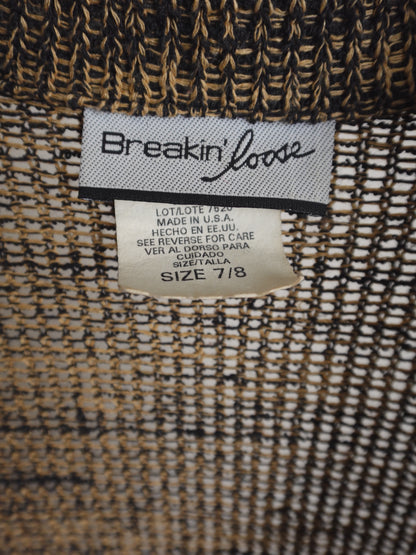 Breakin' loose
LOT/LOTE 7620
MADE IN U.S.A.
HECHO EN EE.UU.
SEE REVERSE FOR CARE
VER AL DORSO PARA
CUIDADO
SIZE/TALLA
SIZE 7/8